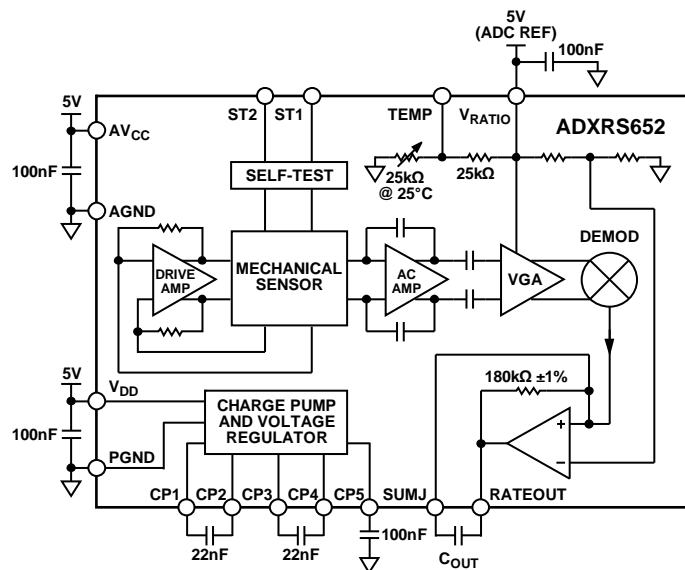 5V
(ADC REF)
100nF
5V
ST2
ST1
TEMP
VRATIO
ADXRS652
AVCC
100nF
25kΩ
@ 25°C
25kΩ
SELF-TEST
AGND
DEMOD
DRIVE
AMP
MECHANICAL
SENSOR
AC
AMP
VGA
5V
VDD
180kΩ ±1%
CHARGE PUMP
AND VOLTAGE
REGULATOR
+
–
100nF
PGND
CP1
CP2
CP3
CP4
CP5
SUMJ
RATEOUT
22nF
22nF
100nF
COUT